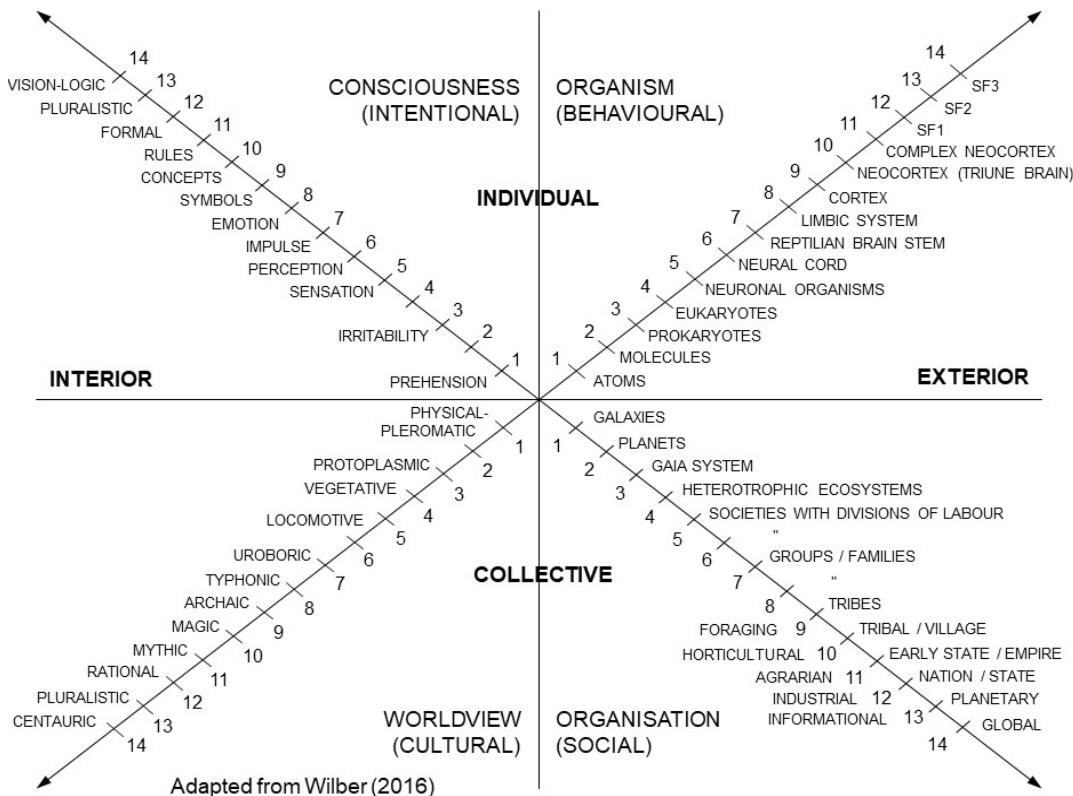 CONSCIOUSNESS
(INTENTIONAL)
INDIVIDUAL
14
VISION-LOGIC
13
PLURALISTIC
12
FORMAL
11
RULES
10
CONCEPTS
9
SYMBOLS
8
EMOTION
7
IMPULSE
6
PERCEPTION
5
SENSATION
4
3
IRRITABILITY
2
1
PREHENSION
ORGANISM
(BEHAVIOURAL)
14
SF3
13
SF2
12
SF1
11
COMPLEX NEOCORTEX
10
NEOCORTEX (TRIUNE BRAIN)
9
CORTEX
8
LIMBIC SYSTEM
7
REPTILIAN BRAIN STEM
6
NEURAL CORD
5
NEURONAL ORGANISMS
4
EUKARYOTES
3
PROKARYOTES
2
MOLECULES
1
ATOMS
INTERIOR
EXTERIOR
PHYSICAL-
PLEROMATIC
1
2
PROTOPLASMIC
3
VEGETATIVE
4
5
LOCOMOTIVE
6
UROBORIC
7
TYPHONIC
8
ARCHAIC
9
MAGIC
10
MYTHIC
11
RATIONAL
12
PLURALISTIC
13
CENTAURIC
14
COLLECTIVE
WORLDVIEW
(CULTURAL)
GALAXIES
1
PLANETS
2
GAIA SYSTEM
3
HETEROTROPHIC ECOSYSTEMS
4
SOCIETIES WITH DIVISIONS OF LABOUR
5
"
6
GROUPS / FAMILIES
7
"
8
TRIBES
FORAGING 9
TRIBAL / VILLAGE
HORTICULTURAL 10
EARLY STATE / EMPIRE
AGRARIAN 11
NATION / STATE
INDUSTRIAL 12
PLANETARY
INFORMATIONAL 13
GLOBAL
14
ORGANISATION
(SOCIAL)
Adapted from Wilber (2016)